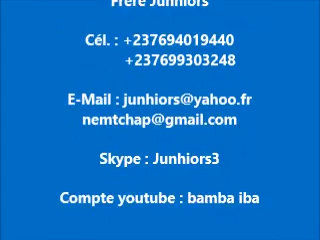 Frère Junhiors
Cél. : +237694019440
+237699303248
E-Mail : junhiors@yahoo.fr
nemtchap@gmail.com
Skype : Junhiors3
Compte youtube : bamba iba